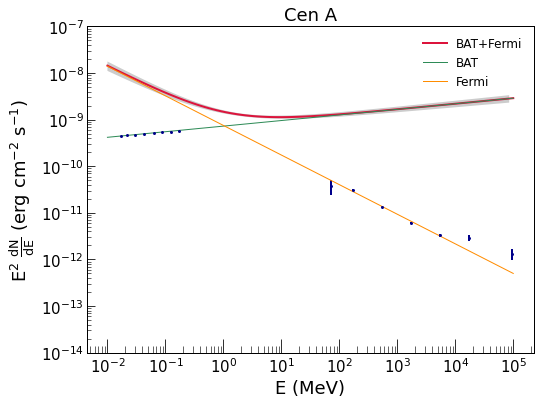 Cen A
BAT+Fermi
BAT
Fermi
10⁻⁷
10⁻⁸
10⁻⁹
10⁻¹⁰
10⁻¹¹
10⁻¹²
10⁻¹³
10⁻¹⁴
E² dN/dE (erg cm⁻² s⁻¹)
10⁻² 10⁻¹ 10⁰ 10¹ 10² 10³ 10⁴ 10⁵
E (MeV)